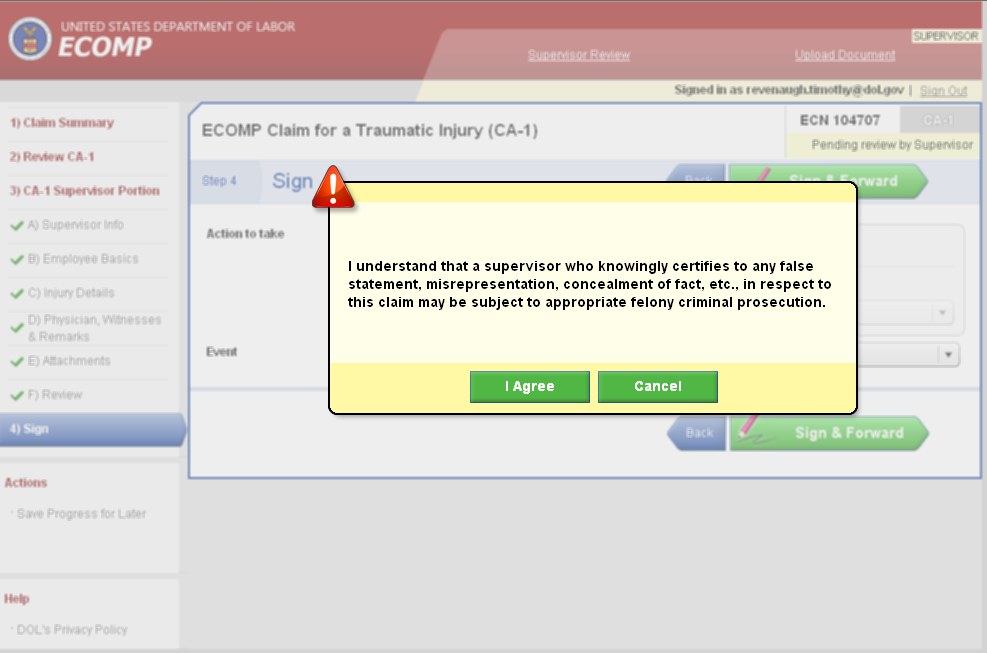 UNITED STATES DEPARTMENT OF LABOR
ECOMP
SUPERVISOR
Supervisor Review
Upload Document
Signed in as revenaugh.timothy@dol.gov | Sign Out
1) Claim Summary
2) Review CA-1
3) CA-1 Supervisor Portion
A) Supervisor Info
B) Employee Basics
C) Injury Details
D) Physician, Witnesses
& Remarks
E) Attachments
F) Review
4) Sign
Actions
· Save Progress for Later
Help
· DOL's Privacy Policy
ECOMP Claim for a Traumatic Injury (CA-1)
ECN 104707
CA-1
Pending review by Supervisor
Step 4
Sign
Back
Sign & Forward
Action to take
I understand that a supervisor who knowingly certifies to any false
statement, misrepresentation, concealment of fact, etc., in respect to
this claim may be subject to appropriate felony criminal prosecution.
Event
I Agree
Cancel
Back
Sign & Forward